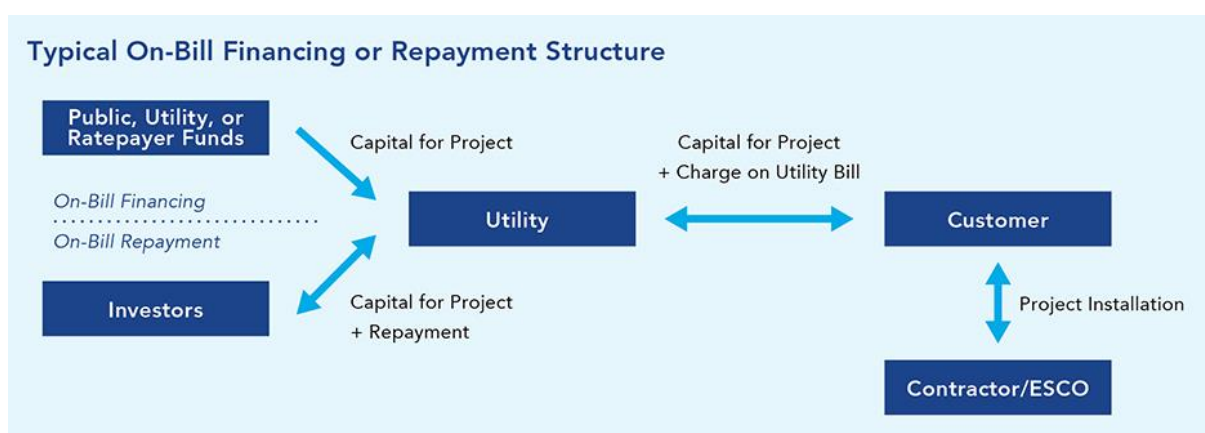 Typical On-Bill Financing or Repayment Structure
Public, Utility, or
Ratepayer Funds
Capital for Project
Capital for Project
+ Charge on Utility Bill
On-Bill Financing
On-Bill Repayment
Utility
Customer
Investors
Capital for Project
+ Repayment
Project Installation
Contractor/ESCO